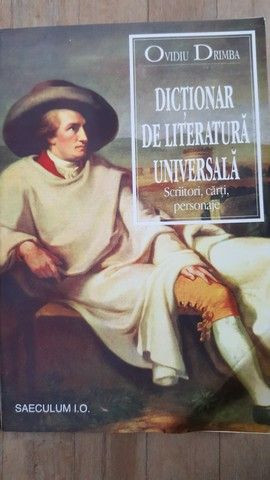 OVIDIU DRIMBA
DICȚIONAR
DE LITERATURĂ
UNIVERSALĂ
Scriitori, cărți,
personaje
SAECULUM I.O.